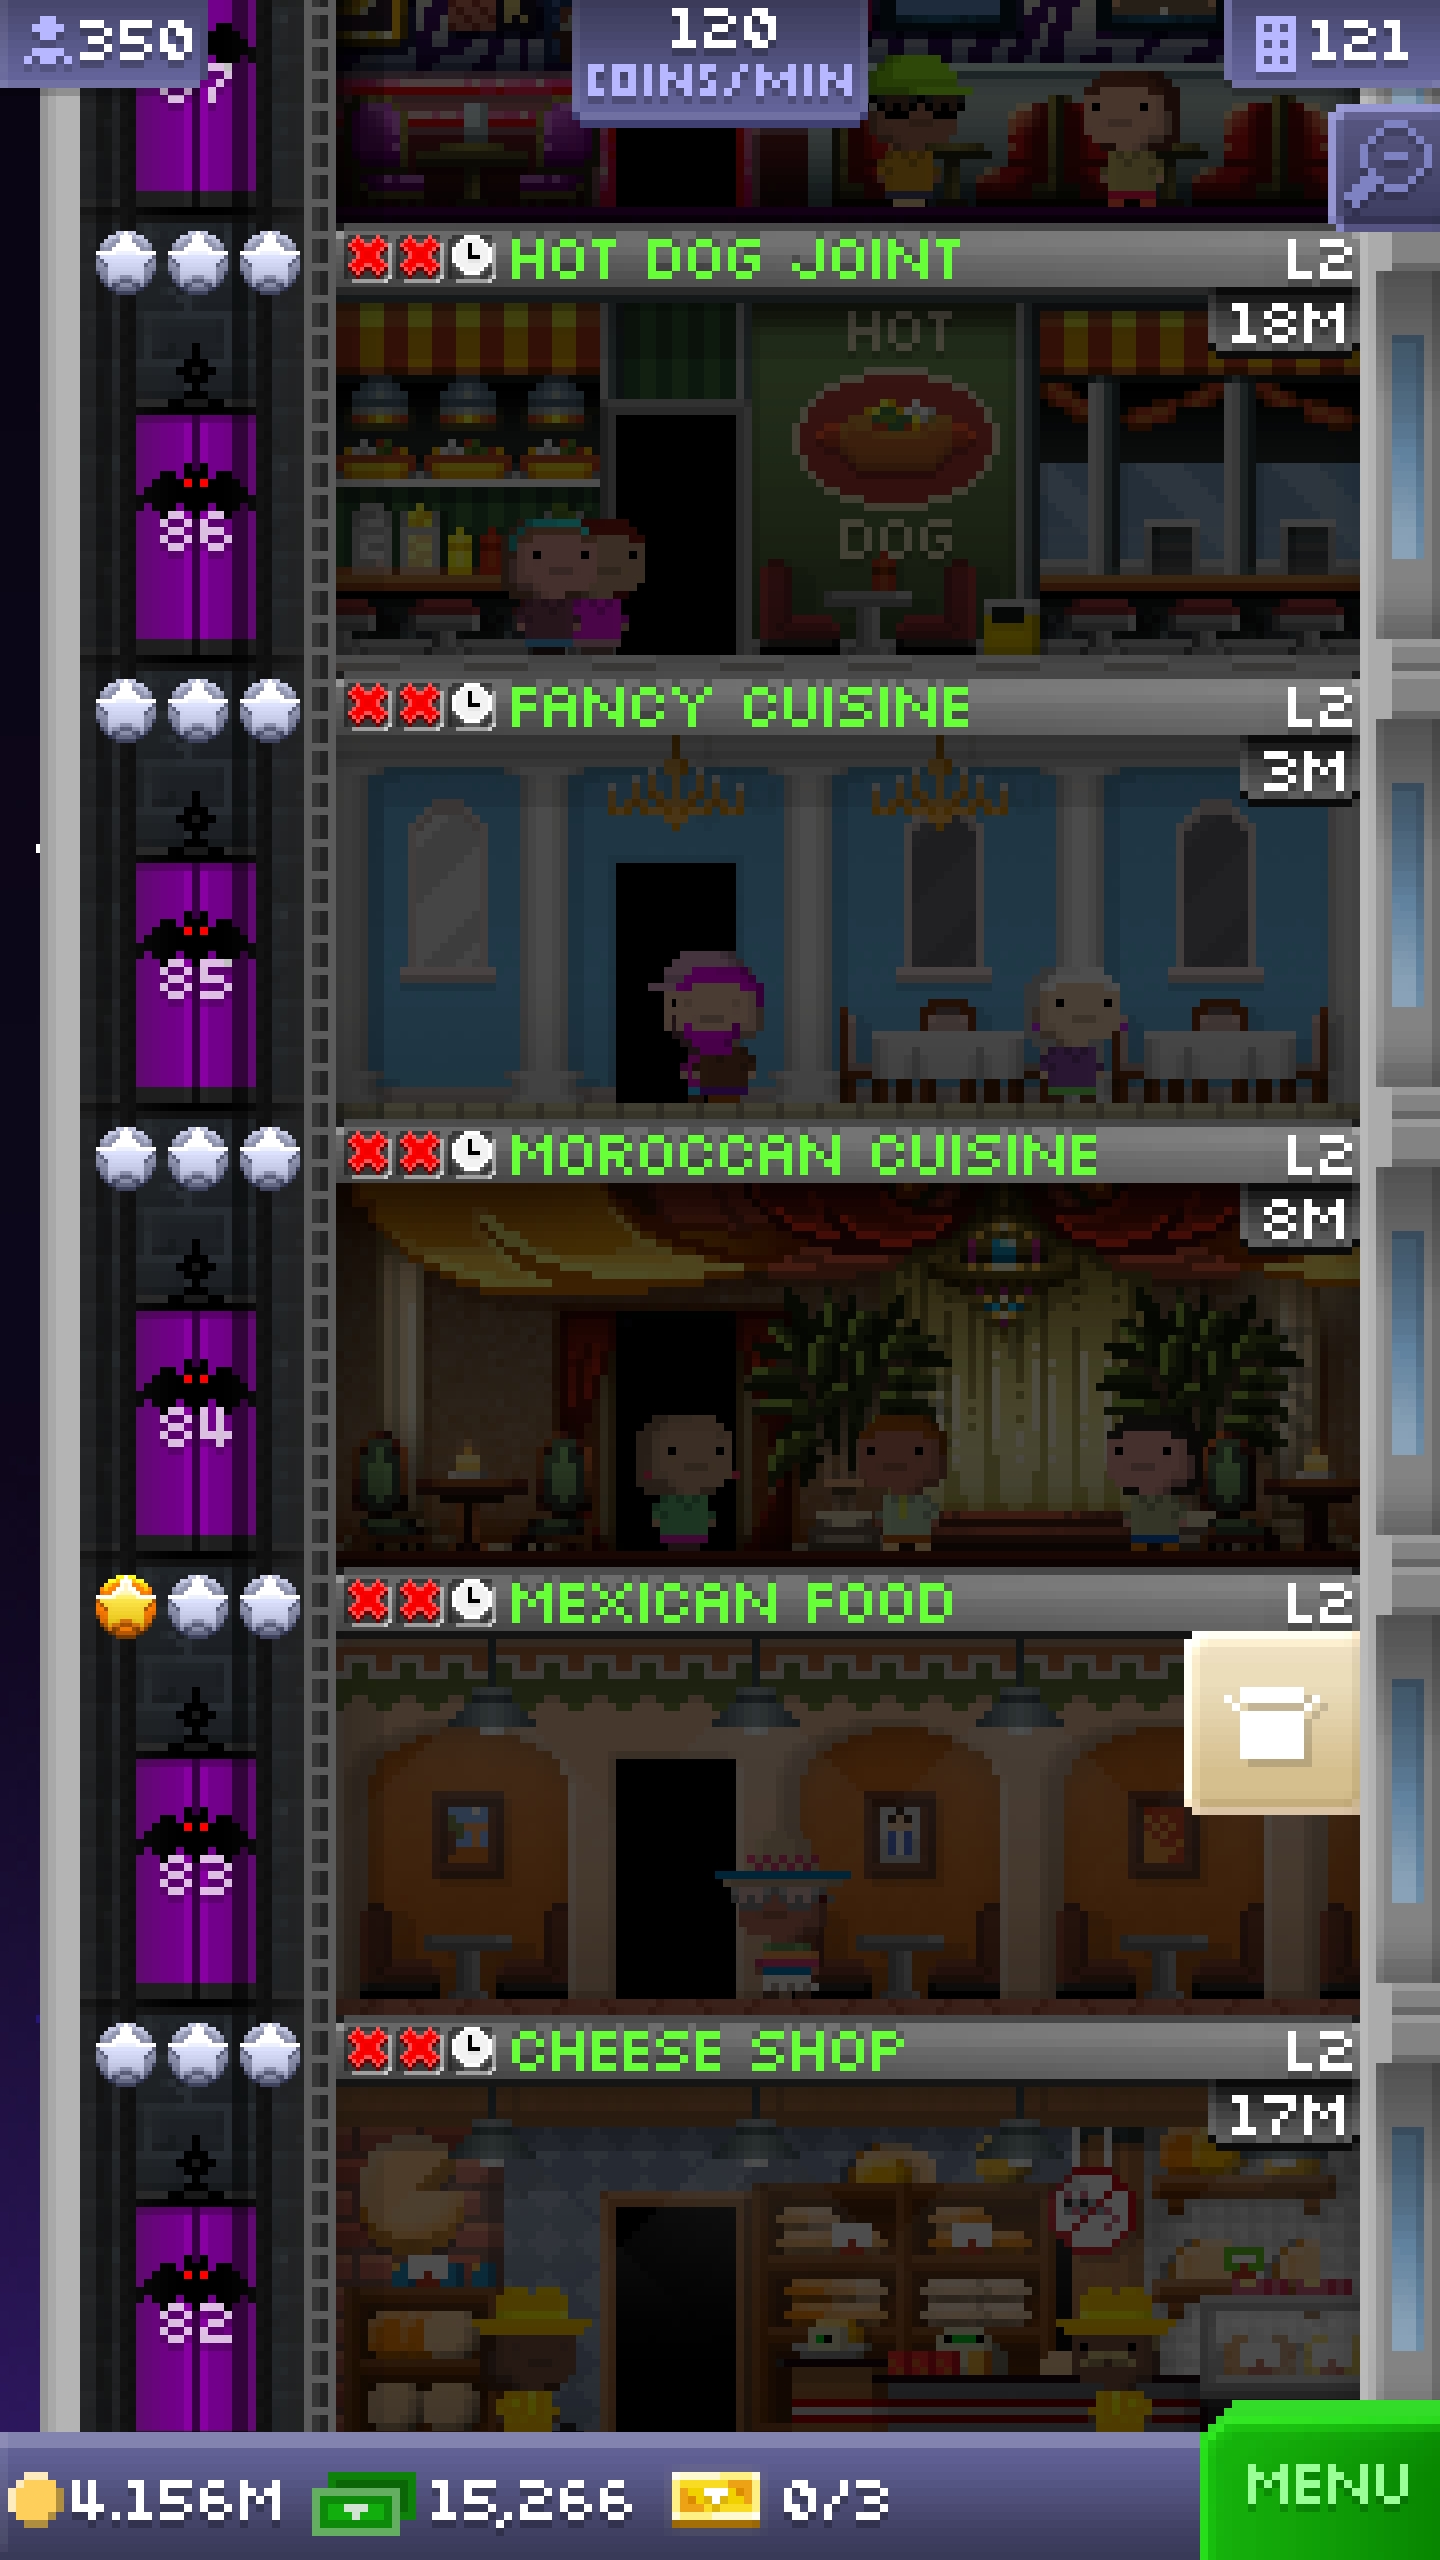 350
120
COINS/MIN
121
HOT DOG JOINT
L2
18M
HOT
DOG
86
FANCY CUISINE
L2
3M
85
MOROCCAN CUISINE
L2
8M
84
MEXICAN FOOD
L2
83
CHEESE SHOP
L2
17M
82
4.156M
15,266
0/3
MENU